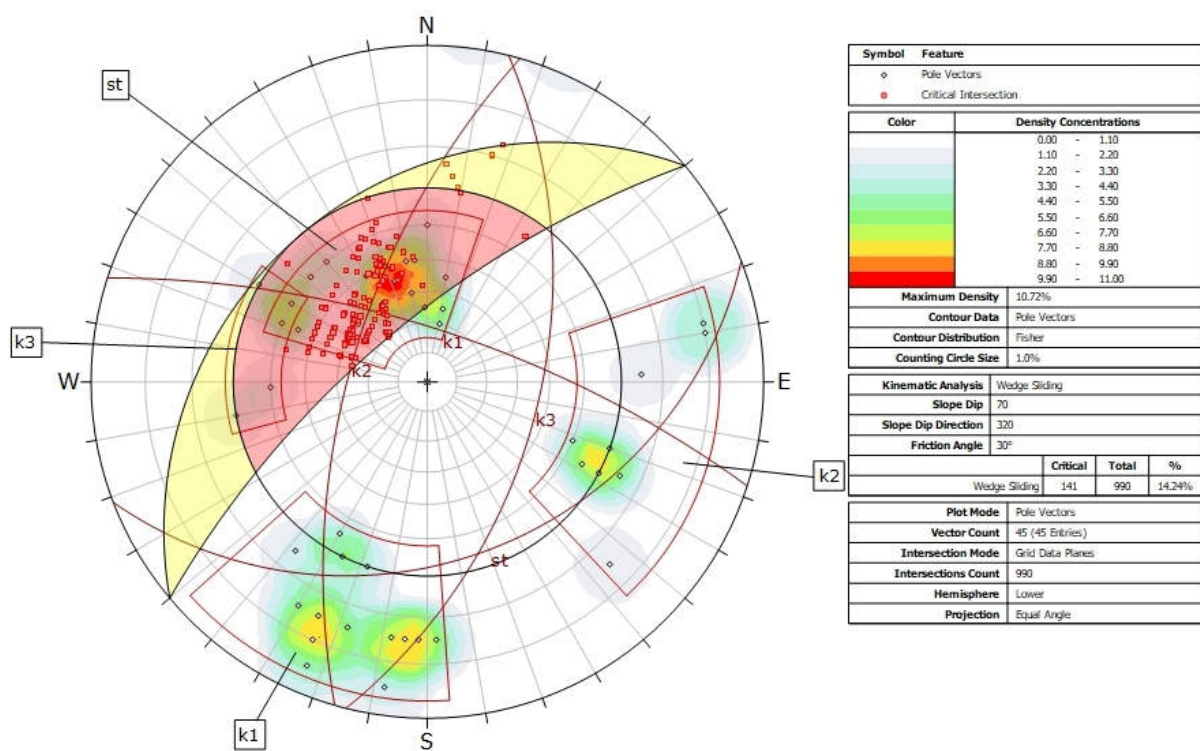 N
st
k3
W
k2
k1
k3
E
k2
st
k1
S
Symbol Feature
Pole Vectors
Critical Intersection
Color Density Concentrations
0.00 - 1.10
1.10 - 2.20
2.20 - 3.30
3.30 - 4.40
4.40 - 5.50
5.50 - 6.60
6.60 - 7.70
7.70 - 8.80
8.80 - 9.90
9.90 - 11.00
Maximum Density 10.72%
Contour Data Pole Vectors
Contour Distribution Fisher
Counting Circle Size 1.0%
Kinematic Analysis Wedge Sliding
Slope Dip 70
Slope Dip Direction 320
Friction Angle 30°
Critical Total %
Wedge Sliding 141 990 14.24%
Plot Mode Pole Vectors
Vector Count 45 (45 Entries)
Intersection Mode Grid Data Planes
Intersections Count 990
Hemisphere Lower
Projection Equal Angle